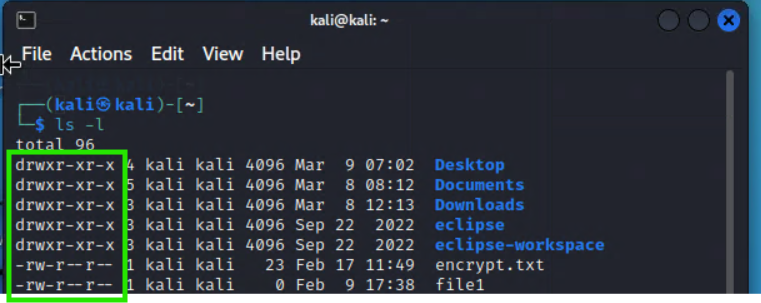 kali@kali: ~
File Actions Edit View Help
┌──(kali㉿kali)-[~]
└─$ ls -l
total 96
drwxr-xr-x 4 kali kali 4096 Mar  9 07:02 Desktop
drwxr-xr-x 5 kali kali 4096 Mar  8 08:12 Documents
drwxr-xr-x 3 kali kali 4096 Mar  8 12:13 Downloads
drwxr-xr-x 3 kali kali 4096 Sep 22  2022 eclipse
drwxr-xr-x 3 kali kali 4096 Sep 22  2022 eclipse-workspace
-rw-r--r-- 1 kali kali   23 Feb 17 11:49 encrypt.txt
-rw-r--r-- 1 kali kali    0 Feb  9 17:38 file1